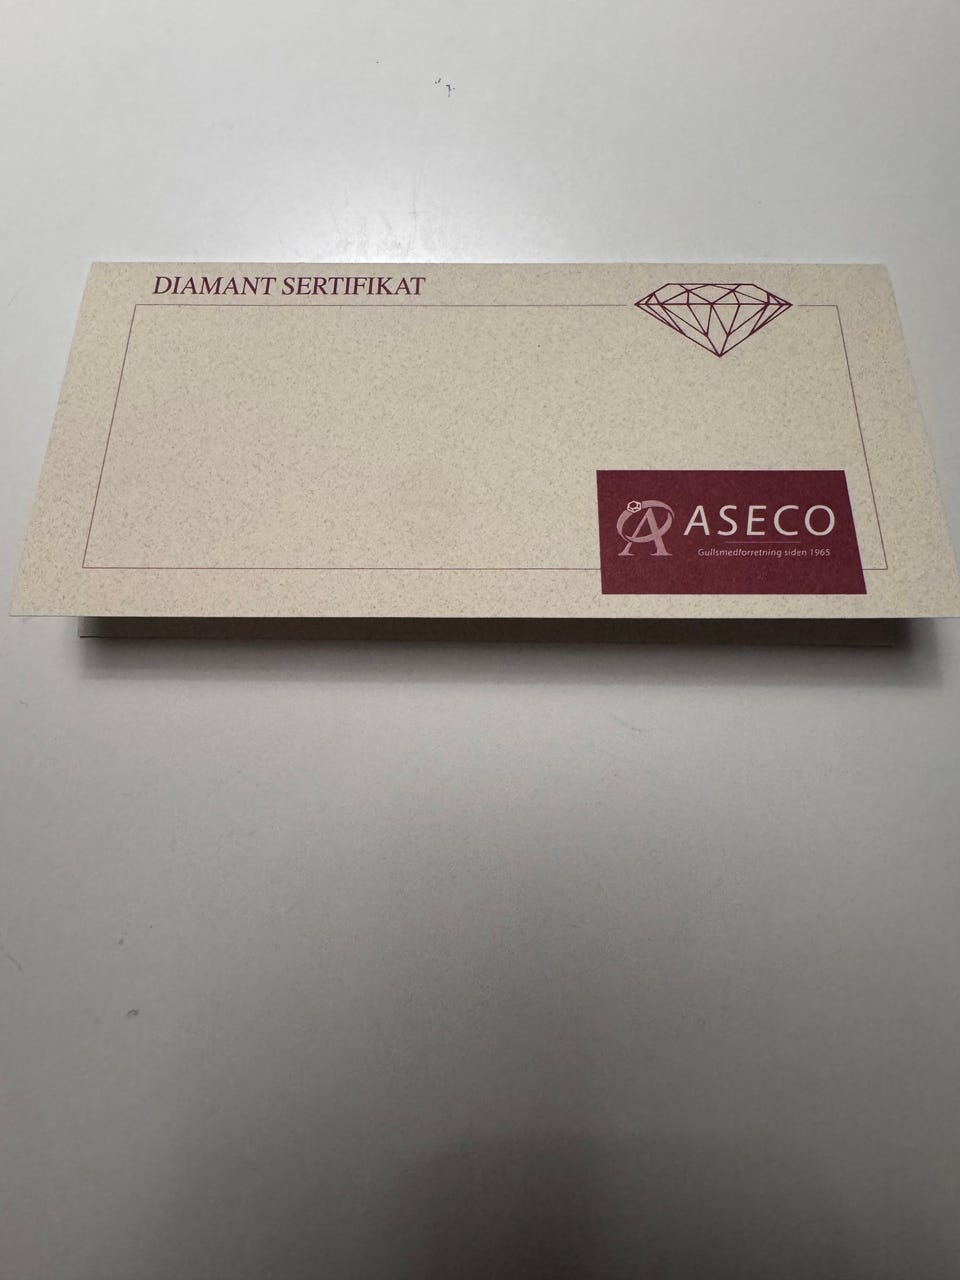 DIAMANT SERTIFIKAT
A ASECO
Gullsmedforretning siden 1965